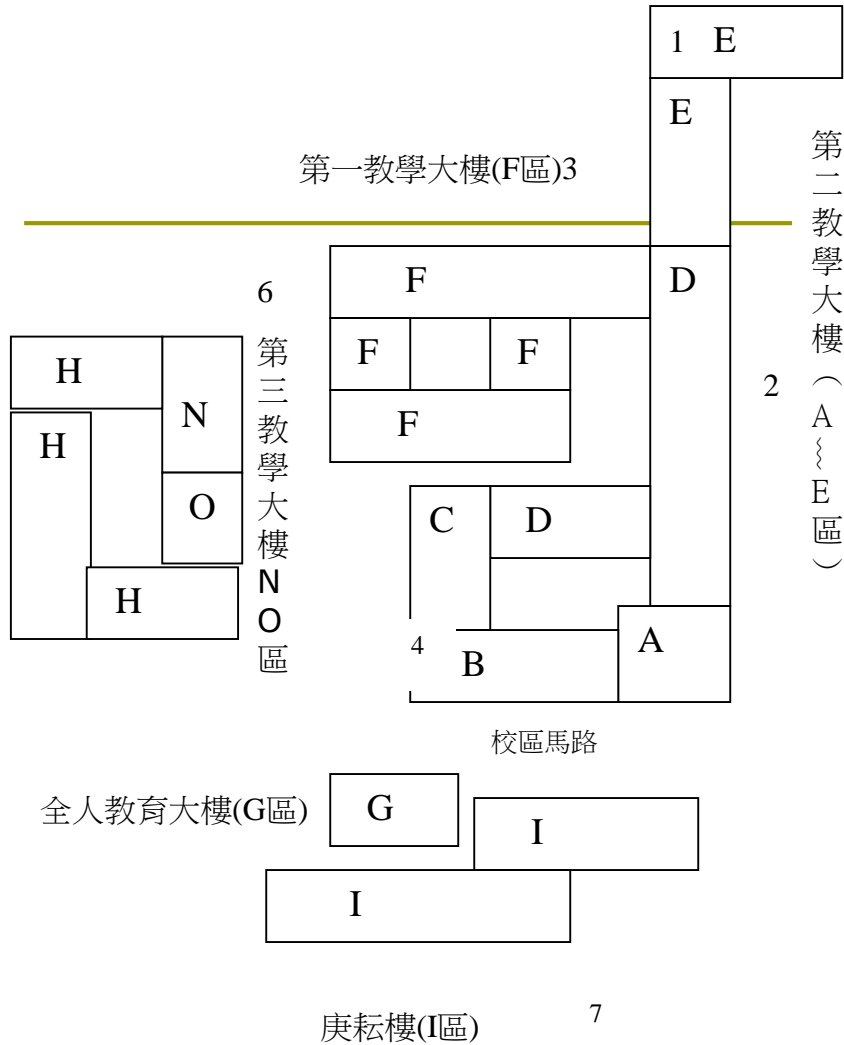 1 E
E
第一教學大樓(F區)3
第二教學大樓（A~E區）
F
D
6
F
F
第三教學大樓NO區
H
N
2
F
H
O
C
D
H
4
B
A
校區馬路
全人教育大樓(G區)
G
I
I
庚耘樓(I區)
7